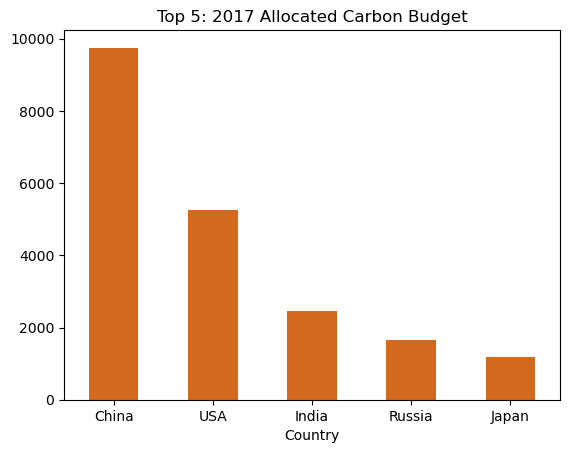 Top 5: 2017 Allocated Carbon Budget
10000
8000
6000
4000
2000
0
China USA India Russia Japan
Country